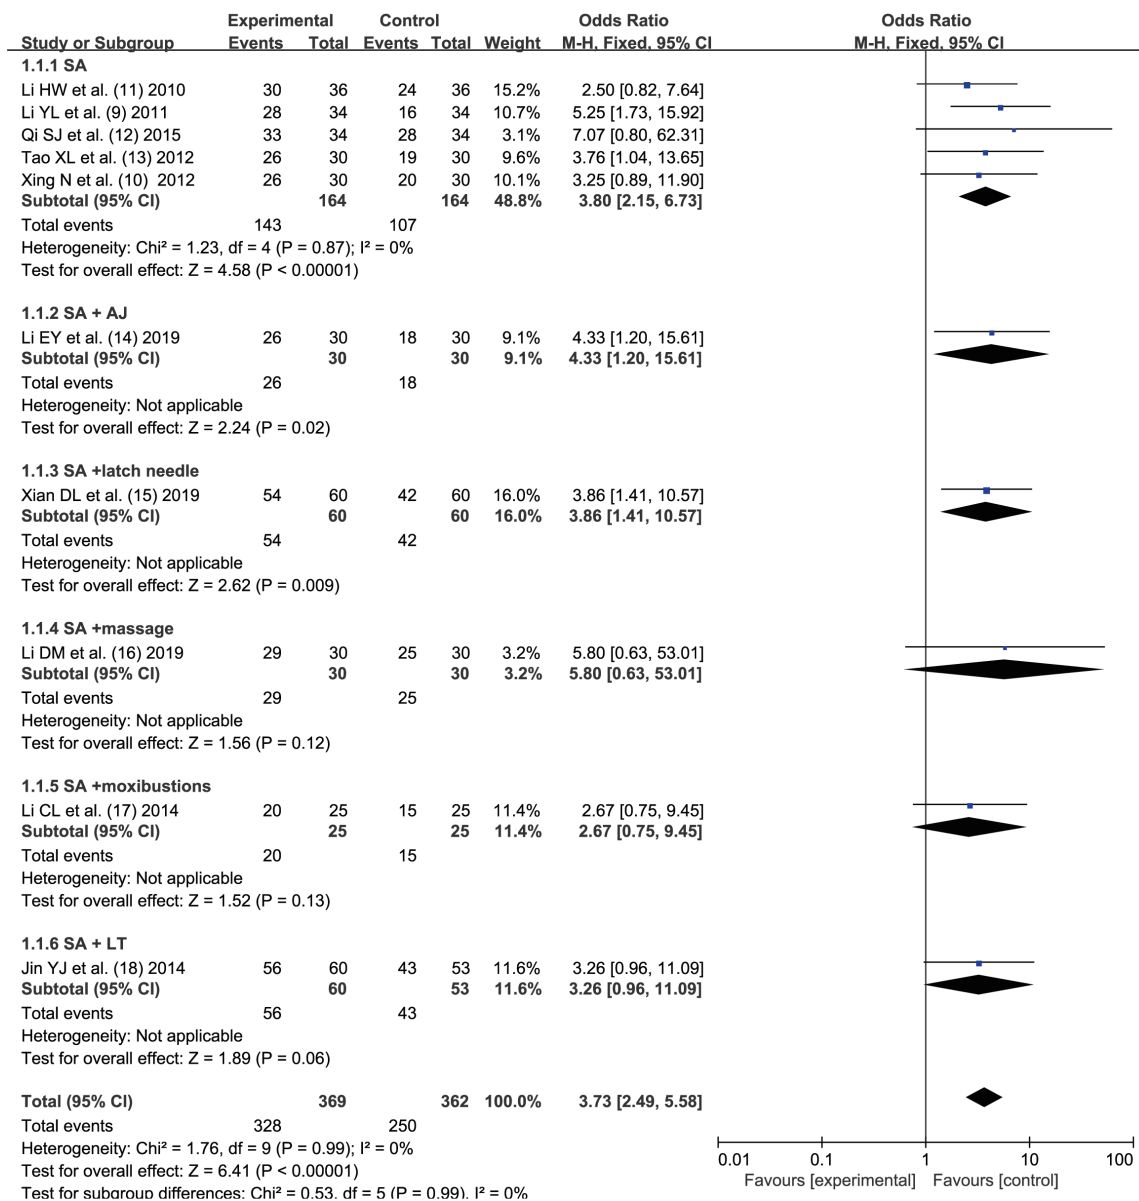 Experimental Control Odds Ratio Odds Ratio
Study or Subgroup Events Total Events Total Weight M-H, Fixed, 95% CI M-H, Fixed, 95% CI
1.1.1 SA
Li HW et al. (11) 2010 30 36 24 36 15.2% 2.50 [0.82, 7.64]
Li YL et al. (9) 2011 28 34 16 34 10.7% 5.25 [1.73, 15.92]
Qi SJ et al. (12) 2015 33 34 28 34 3.1% 7.07 [0.80, 62.31]
Tao XL et al. (13) 2012 26 30 19 30 9.6% 3.76 [1.04, 13.65]
Xing N et al. (10) 2012 26 30 20 30 10.1% 3.25 [0.89, 11.90]
Subtotal (95% CI) 164 164 48.8% 3.80 [2.15, 6.73]
Total events 143 107
Heterogeneity: Chi² = 1.23, df = 4 (P = 0.87); I² = 0%
Test for overall effect: Z = 4.58 (P < 0.00001)
1.1.2 SA + AJ
Li EY et al. (14) 2019 26 30 18 30 9.1% 4.33 [1.20, 15.61]
Subtotal (95% CI) 30 30 9.1% 4.33 [1.20, 15.61]
Total events 26 18
Heterogeneity: Not applicable
Test for overall effect: Z = 2.24 (P = 0.02)
1.1.3 SA +latch needle
Xian DL et al. (15) 2019 54 60 42 60 16.0% 3.86 [1.41, 10.57]
Subtotal (95% CI) 60 60 16.0% 3.86 [1.41, 10.57]
Total events 54 42
Heterogeneity: Not applicable
Test for overall effect: Z = 2.62 (P = 0.009)
1.1.4 SA +massage
Li DM et al. (16) 2019 29 30 25 30 3.2% 5.80 [0.63, 53.01]
Subtotal (95% CI) 30 30 3.2% 5.80 [0.63, 53.01]
Total events 29 25
Heterogeneity: Not applicable
Test for overall effect: Z = 1.56 (P = 0.12)
1.1.5 SA +moxibustions
Li CL et al. (17) 2014 20 25 15 25 11.4% 2.67 [0.75, 9.45]
Subtotal (95% CI) 25 25 11.4% 2.67 [0.75, 9.45]
Total events 20 15
Heterogeneity: Not applicable
Test for overall effect: Z = 1.52 (P = 0.13)
1.1.6 SA + LT
Jin YJ et al. (18) 2014 56 60 43 53 11.6% 3.26 [0.96, 11.09]
Subtotal (95% CI) 60 53 11.6% 3.26 [0.96, 11.09]
Total events 56 43
Heterogeneity: Not applicable
Test for overall effect: Z = 1.89 (P = 0.06)
Total (95% CI) 369 362 100.0% 3.73 [2.49, 5.58]
Total events 328 250
Heterogeneity: Chi² = 1.76, df = 9 (P = 0.99); I² = 0%
Test for overall effect: Z = 6.41 (P < 0.00001)
Test for subgroup differences: Chi² = 0.53, df = 5 (P = 0.99), I² = 0%
0.01 0.1 1 10 100
Favours [experimental] Favours [control]